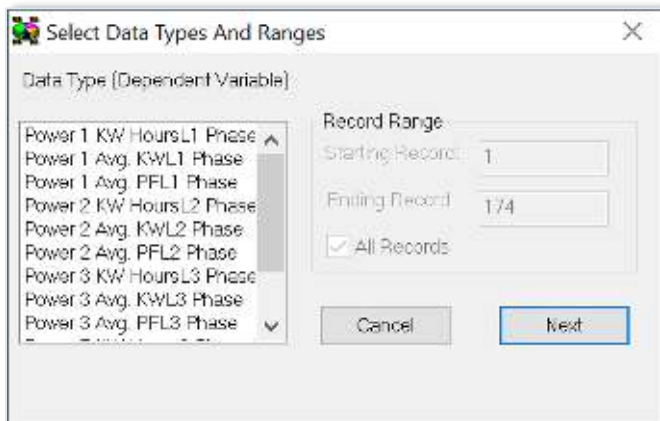 Select Data Types And Ranges
Data Type (Dependent Variable)
Power 1 KW HoursL1 Phase
Power 1 Avg. KWL1 Phase
Power 1 Avg. PFL1 Phase
Power 2 KW HoursL2 Phase
Power 2 Avg. KWL2 Phase
Power 2 Avg. PFL2 Phase
Power 3 KW HoursL3 Phase
Power 3 Avg. KWL3 Phase
Power 3 Avg. PFL3 Phase
Record Range
Starting Record: 1
Ending Record 174
All Records
Cancel
Next